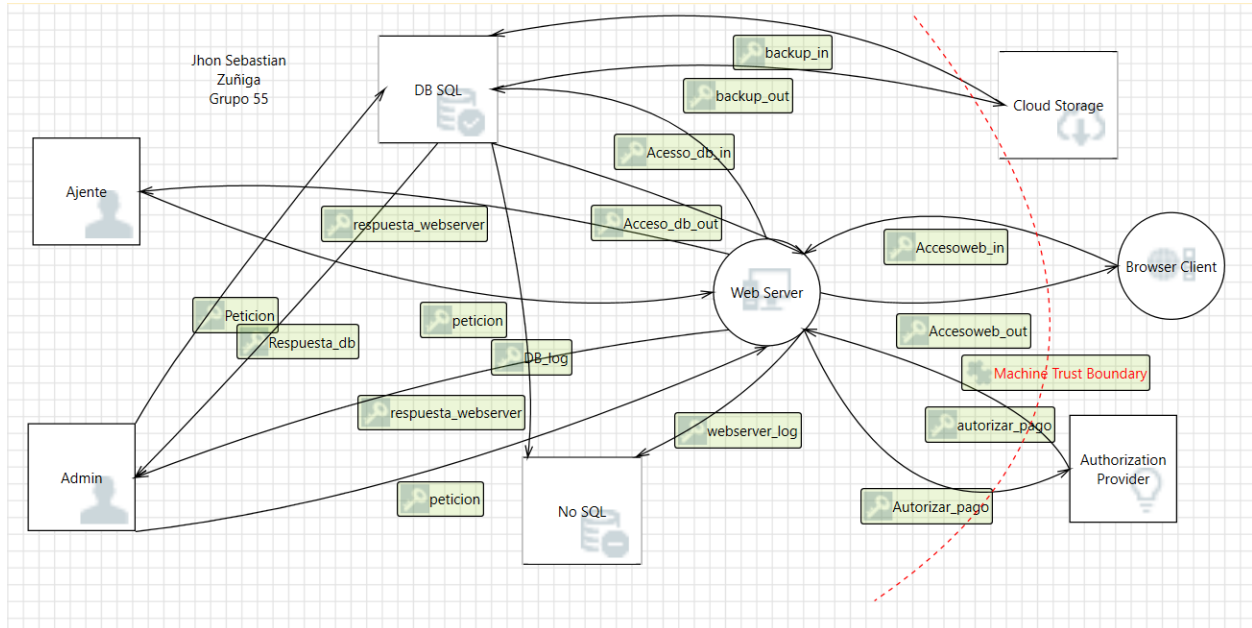 Jhon Sebastian
Zuñiga
Grupo 55
DB SQL
backup_in
backup_out
Cloud Storage
Acesso_db_in
Ajente
respuesta_webserver
Acceso_db_out
Accesoweb_in
Browser Client
Web Server
Peticion
peticion
Respuesta_db
DB_log
Accesoweb_out
Machine Trust Boundary
respuesta_webserver
webserver_log
autorizar_pago
Authorization
Provider
Admin
peticion
No SQL
Autorizar_pago